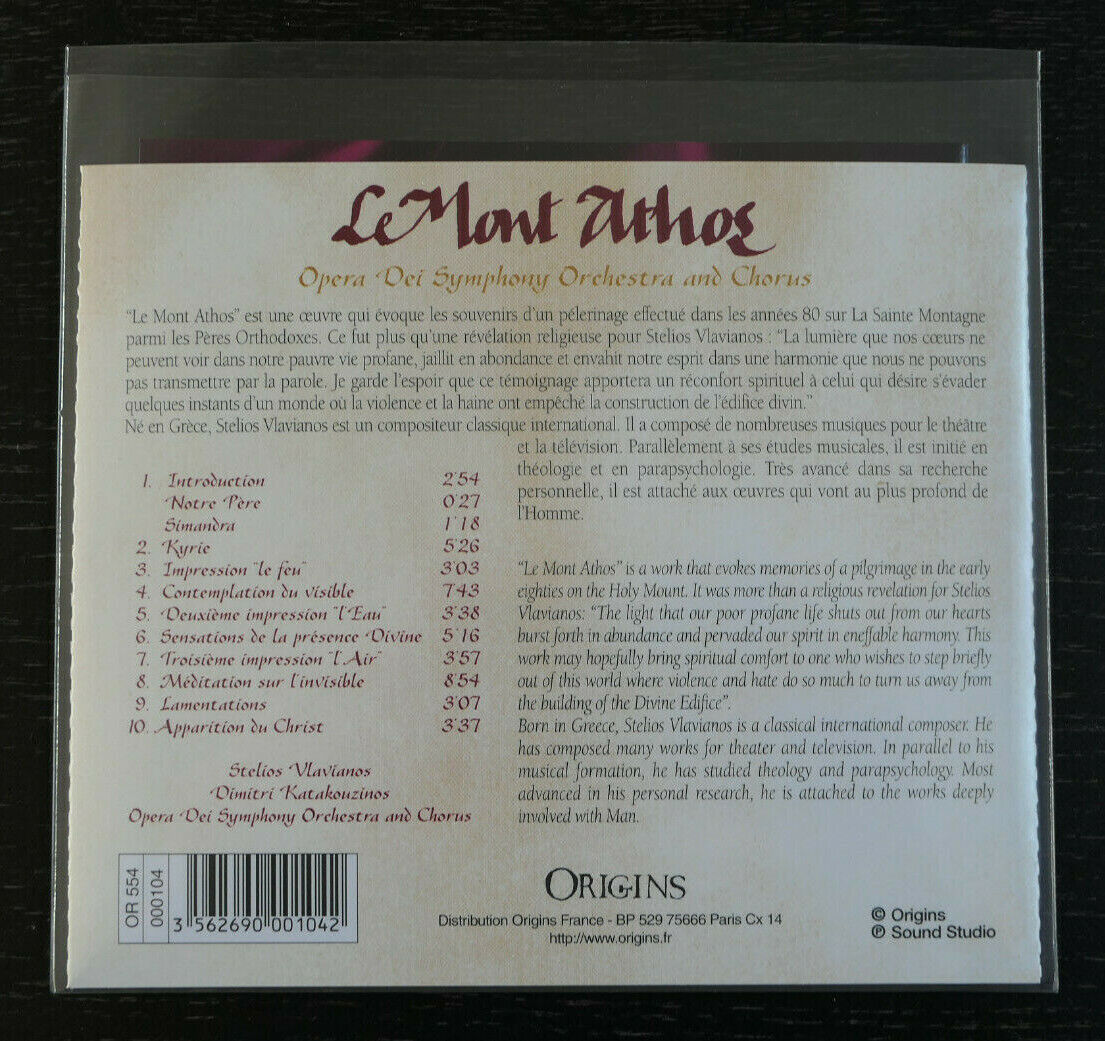 Le Mont Athos
Opera Dei Symphony Orchestra and Chorus
"Le Mont Athos" est une œuvre qui évoque les souvenirs d'un pélerinage effectué dans les années 80 sur La Sainte Montagne
parmi les Pères Orthodoxes. Ce fut plus qu'une révélation religieuse pour Stelios Vlavianos : "La lumière que nos cœurs ne
peuvent voir dans notre pauvre vie profane, jaillit en abondance et envahit notre esprit dans une harmonie que nous ne pouvons
pas transmettre par la parole. Je garde l'espoir que ce témoignage apportera un réconfort spirituel à celui qui désire s'évader
quelques instants d'un monde où la violence et la haine ont empêché la construction de l'édifice divin."
Né en Grèce, Stelios Vlavianos est un compositeur classique international. Il a composé de nombreuses musiques pour le théâtre
et la télévision. Parallèlement à ses études musicales, il est initié en
théologie et en parapsychologie. Très avancé dans sa recherche
personnelle, il est attaché aux œuvres qui vont au plus profond de
l'Homme.
1. Introduction 2'54
Notre Père 0'27
Simandra 1'18
2. Kyrie 5'26
3. Impression "le feu" 3'03
4. Contemplation du visible 7'43
5. Deuxième impression "l'Eau" 3'38
6. Sensations de la présence Divine 5'16
7. Troisième impression "l'Air" 3'57
8. Méditation sur l'invisible 8'54
9. Lamentations 3'07
10. Apparition du Christ 3'37
Stelios Vlavianos
Dimitri Katakouzinos
Opera Dei Symphony Orchestra and Chorus
"Le Mont Athos" is a work that evokes memories of a pilgrimage in the early
eighties on the Holy Mount. It was more than a religious revelation for Stelios
Vlavianos: "The light that our poor profane life shuts out from our hearts
burst forth in abundance and pervaded our spirit in eneffable harmony. This
work may hopefully bring spiritual comfort to one who wishes to step briefly
out of this world where violence and hate do so much to turn us away from
the building of the Divine Edifice".
Born in Greece, Stelios Vlavianos is a classical international composer. He
has composed many works for theater and television. In parallel to his
musical formation, he has studied theology and parapsychology. Most
advanced in his personal research, he is attached to the works deeply
involved with Man.
OR 554
000104
3 562690 001042
ORIGINS
Distribution Origins France - BP 529 75666 Paris Cx 14
http://www.origins.fr
© Origins
℗ Sound Studio